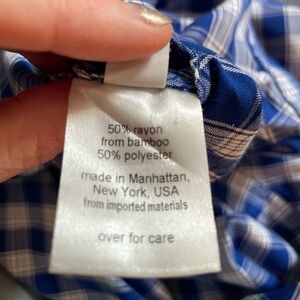 50% rayon
from bamboo
50% polyester
made in Manhattan,
New York, USA
from imported materials
over for care